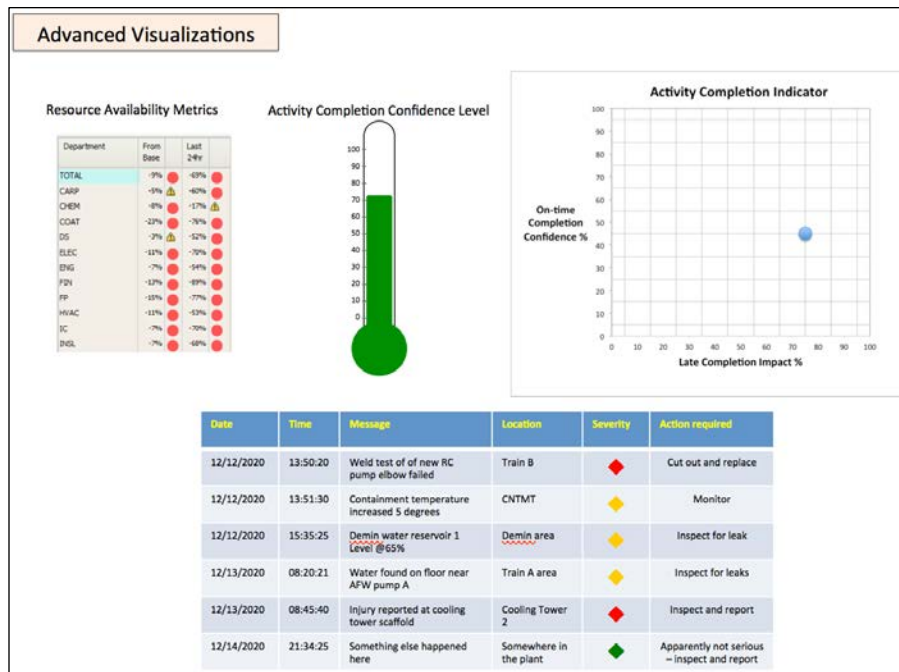 Advanced Visualizations
Resource Availability Metrics
Department From Base Last 24hr
TOTAL -9% -69%
CARP -5% -60%
CHEM -8% -17%
COAT -23% -76%
DS -3% -52%
ELEC -11% -70%
ENG -7% -54%
FIN -13% -89%
FP -15% -77%
HVAC -11% -53%
IC -7% -70%
INSL -7% -68%
Activity Completion Confidence Level
100
90
80
70
60
50
40
30
20
10
0
Activity Completion Indicator
On-time
Completion
Confidence %
100
90
80
70
60
50
40
30
20
10
0
0 10 20 30 40 50 60 70 80 90 100
Late Completion Impact %
Date Time Message Location Severity Action required
12/12/2020 13:50:20 Weld test of of new RC pump elbow failed Train B Cut out and replace
12/12/2020 13:51:30 Containment temperature increased 5 degrees CNTMT Monitor
12/12/2020 15:35:25 Demin water reservoir 1 Level @65% Demin area Inspect for leak
12/13/2020 08:20:21 Water found on floor near AFW pump A Train A area Inspect for leaks
12/13/2020 08:45:40 Injury reported at cooling tower scaffold Cooling Tower 2 Inspect and report
12/14/2020 21:34:25 Something else happened here Somewhere in the plant Apparently not serious – inspect and report